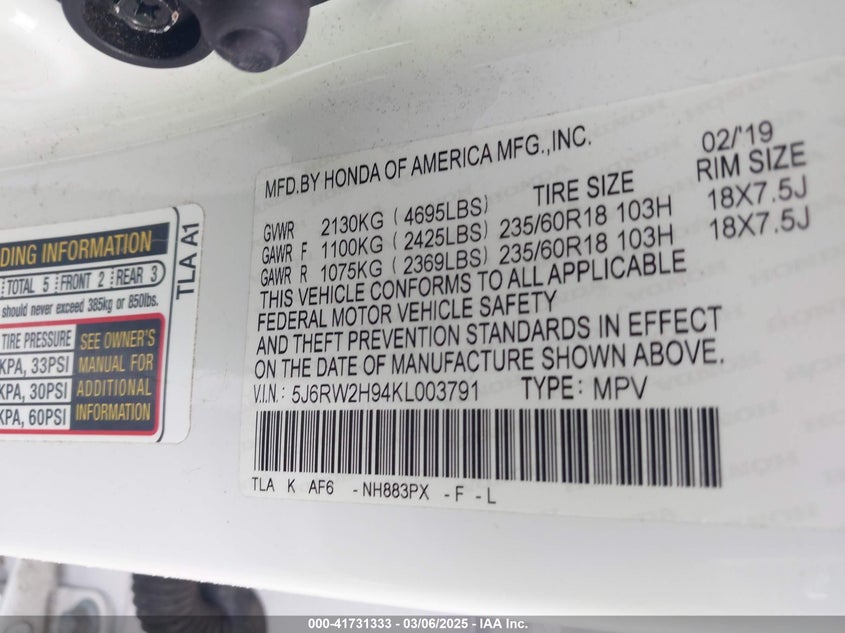 MFD.BY HONDA OF AMERICA MFG.,INC. 02/'19
TIRE SIZE RIM SIZE
GVWR 2130KG ( 4695LBS)
GAWR F 1100KG ( 2425LBS) 235/60R18 103H 18X7.5J
GAWR R 1075KG ( 2369LBS) 235/60R18 103H 18X7.5J
THIS VEHICLE CONFORMS TO ALL APPLICABLE
FEDERAL MOTOR VEHICLE SAFETY
AND THEFT PREVENTION STANDARDS IN EFFECT
ON THE DATE OF MANUFACTURE SHOWN ABOVE.
V.I.N.: 5J6RW2H94KL003791 TYPE: MPV
TLA K AF6 -NH883PX -F-L
INFORMATION
TOTAL 5 FRONT 2 REAR 3
should never exceed 385kg or 850lbs.
TIRE PRESSURE
KPA, 33PSI
KPA, 30PSI
KPA, 60PSI
SEE OWNER'S
MANUAL FOR
ADDITIONAL
INFORMATION
TLA A1
000-41731333 — 03/06/2025 — IAA Inc.